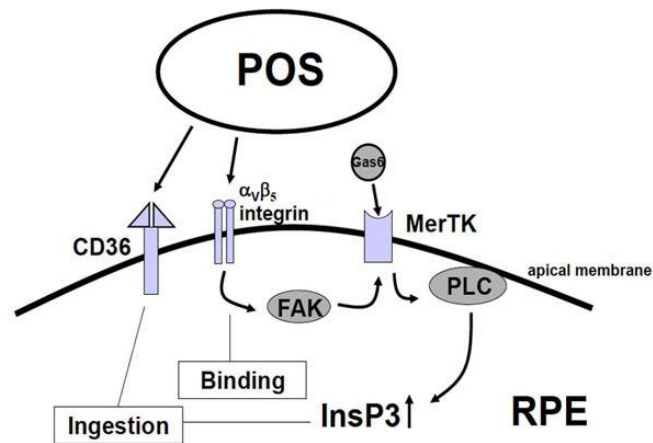 POS
Gas6
αVβ5
integrin
MerTK
CD36
apical membrane
PLC
FAK
Binding
InsP3
RPE
Ingestion